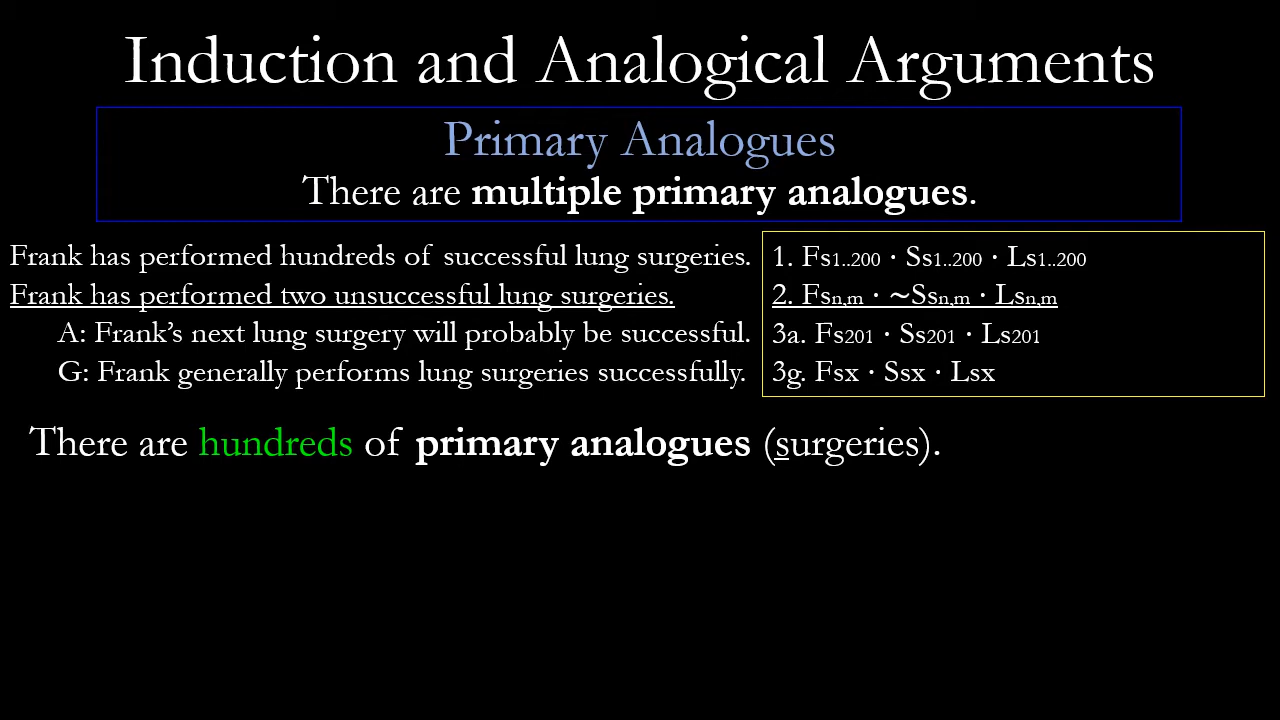 Induction and Analogical Arguments
Primary Analogues
There are multiple primary analogues.
Frank has performed hundreds of successful lung surgeries.
Frank has performed two unsuccessful lung surgeries.
A: Frank’s next lung surgery will probably be successful.
G: Frank generally performs lung surgeries successfully.
1. Fs1..200 · Ss1..200 · Ls1..200
2. Fsn,m · ~Ssn,m · Lsn,m
3a. Fs201 · Ss201 · Ls201
3g. Fsx · Ssx · Lsx
There are hundreds of primary analogues (surgeries).